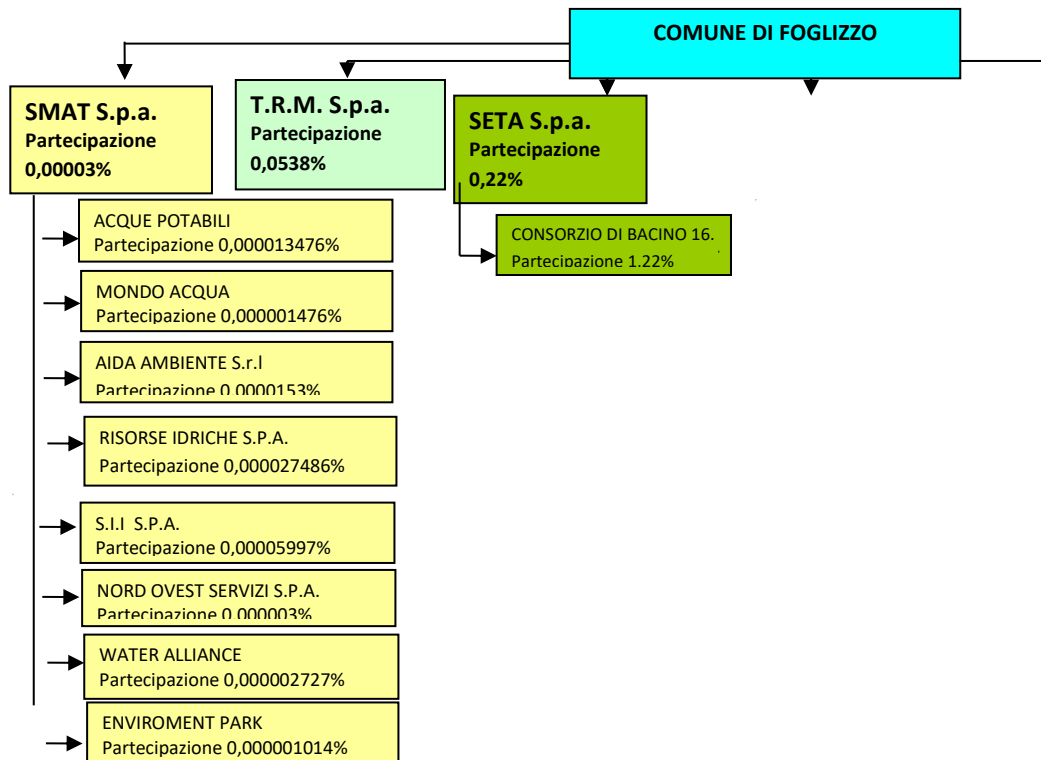 COMUNE DI FOGLIZZO
SMAT S.p.a.
Partecipazione
0,00003%
T.R.M. S.p.a.
Partecipazione
0,0538%
SETA S.p.a.
Partecipazione
0,22%
ACQUE POTABILI
Partecipazione 0,000013476%
MONDO ACQUA
Partecipazione 0,000001476%
AIDA AMBIENTE S.r.l
Partecipazione 0,0000153%
RISORSE IDRICHE S.P.A.
Partecipazione 0,000027486%
S.I.I S.P.A.
Partecipazione 0,00005997%
NORD OVEST SERVIZI S.P.A.
Partecipazione 0,000003%
WATER ALLIANCE
Partecipazione 0,000002727%
ENVIROMENT PARK
Partecipazione 0,000001014%
CONSORZIO DI BACINO 16.
Partecipazione 1.22%